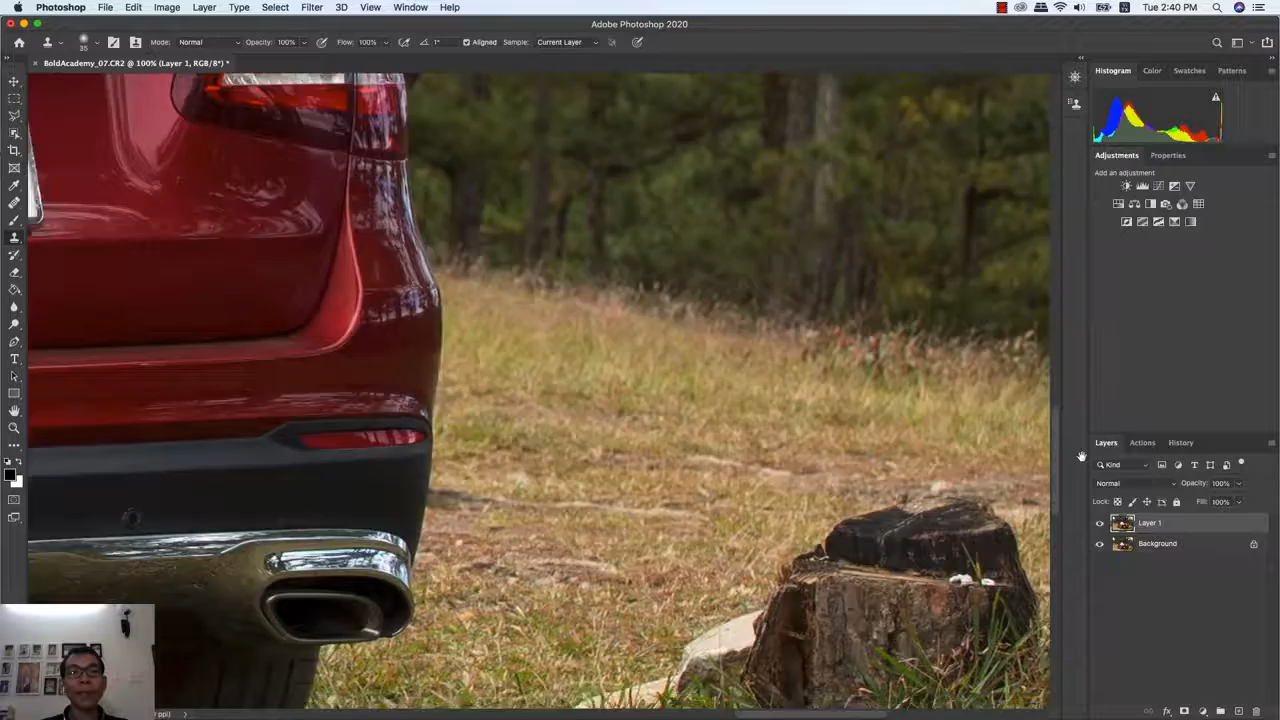 Photoshop File Edit Image Layer Type Select Filter 3D View Window Help Tue 2:40 PM
Adobe Photoshop 2020
35 Mode: Normal Opacity: 100% Flow: 100% 1° Aligned Sample: Current Layer
BoldAcademy_07.CR2 @ 100% (Layer 1, RGB/8*) *
Histogram Color Swatches Patterns
Adjustments Properties
Add an adjustment
Layers Actions History
Kind
Normal Opacity: 100%
Lock: Fill: 100%
Layer 1
Background
ppi)